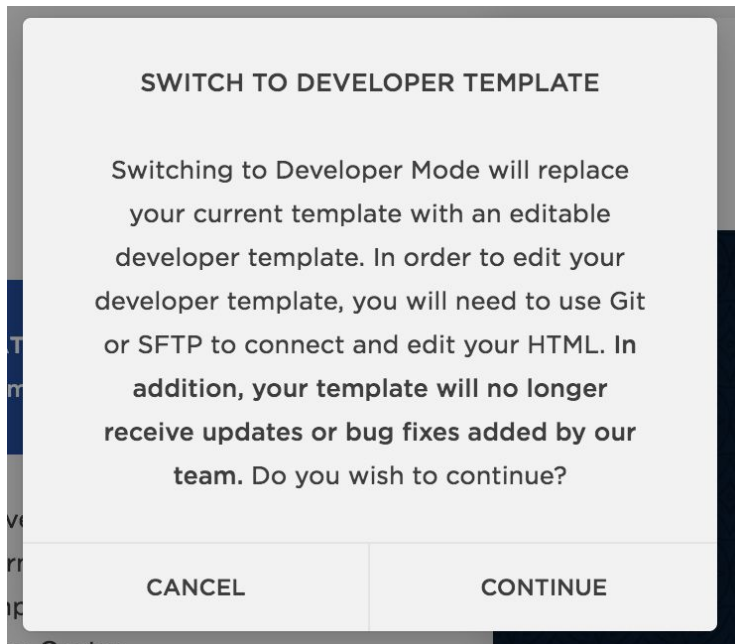 SWITCH TO DEVELOPER TEMPLATE
Switching to Developer Mode will replace
your current template with an editable
developer template. In order to edit your
developer template, you will need to use Git
or SFTP to connect and edit your HTML. In
addition, your template will no longer
receive updates or bug fixes added by our
team. Do you wish to continue?
CANCEL
CONTINUE